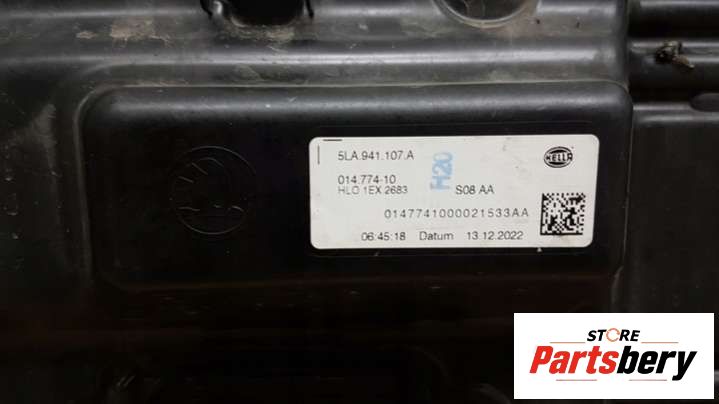 5LA.941.107.A
HELLA
014.774-10
H20
HLO 1EX 2683
S08 AA
0147741000021533AA
06:45:18 Datum 13.12.2022
STORE
Partsbery